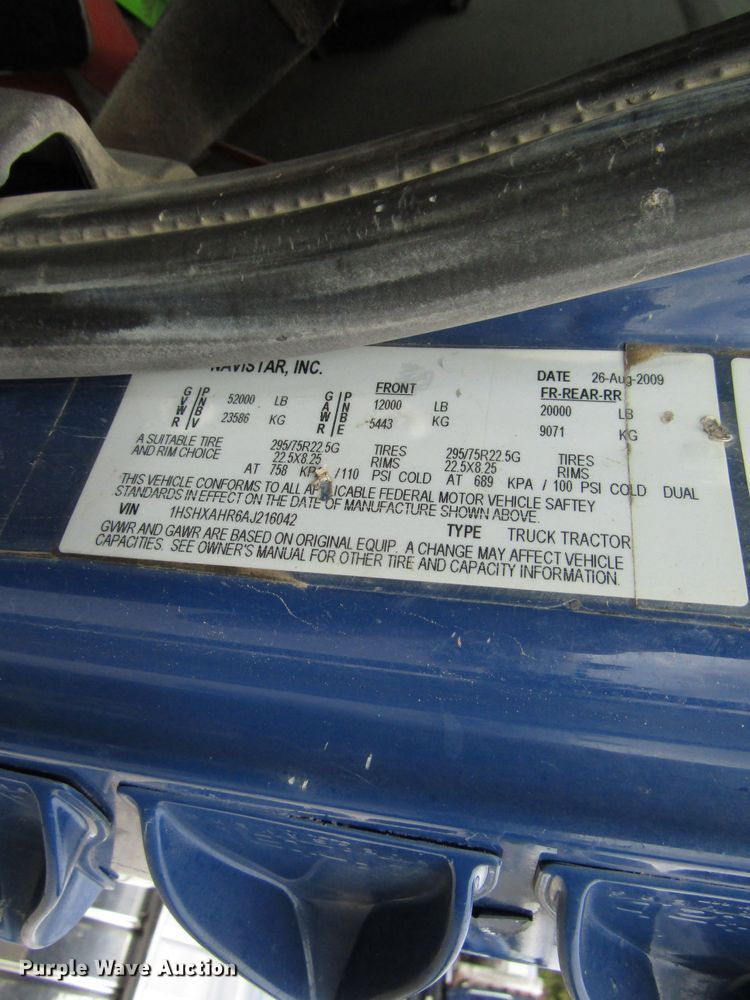 NAVISTAR, INC.
DATE 26-Aug-2009
G P 52000 LB G P FRONT 12000 LB FR-REAR-RR 20000 LB
V N A N
W B 23586 KG W B -5443 KG 9071 KG
R V R E
A SUITABLE TIRE 295/75R22.5G TIRES 295/75R22.5G TIRES
AND RIM CHOICE 22.5X8.25 RIMS 22.5X8.25 RIMS
AT 758 /110 PSI COLD AT 689 KPA / 100 PSI COLD DUAL
THIS VEHICLE CONFORMS TO ALL APPLICABLE FEDERAL MOTOR VEHICLE SAFTEY
STANDARDS IN EFFECT ON THE DATE OF MANUFACTURE SHOWN ABOVE.
VIN 1HSHXAHR6AJ216042 TYPE TRUCK TRACTOR
GVWR AND GAWR ARE BASED ON ORIGINAL EQUIP. A CHANGE MAY AFFECT VEHICLE
CAPACITIES. SEE OWNER'S MANUAL FOR OTHER TIRE AND CAPACITY INFORMATION.
Purple Wave Auction